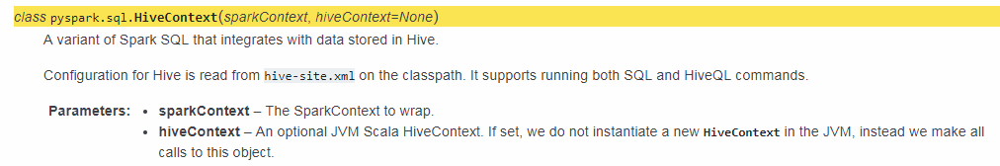 class pyspark.sql.HiveContext(sparkContext, hiveContext=None)
A variant of Spark SQL that integrates with data stored in Hive.
Configuration for Hive is read from hive-site.xml on the classpath. It supports running both SQL and HiveQL commands.
Parameters: • sparkContext – The SparkContext to wrap.
• hiveContext – An optional JVM Scala HiveContext. If set, we do not instantiate a new HiveContext in the JVM, instead we make all
calls to this object.